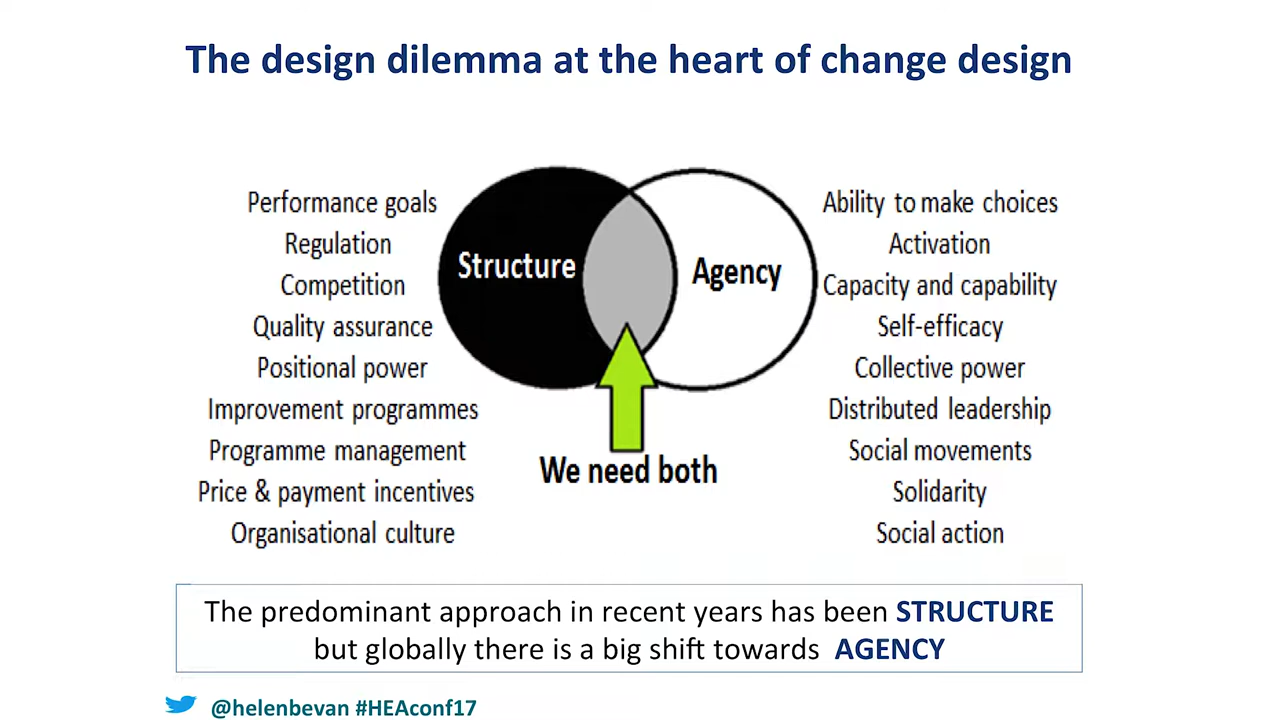 The design dilemma at the heart of change design
Performance goals
Regulation
Competition
Quality assurance
Positional power
Improvement programmes
Programme management
Price & payment incentives
Organisational culture
Structure
Agency
We need both
Ability to make choices
Activation
Capacity and capability
Self-efficacy
Collective power
Distributed leadership
Social movements
Solidarity
Social action
The predominant approach in recent years has been STRUCTURE
but globally there is a big shift towards AGENCY
@helenbevan #HEAconf17